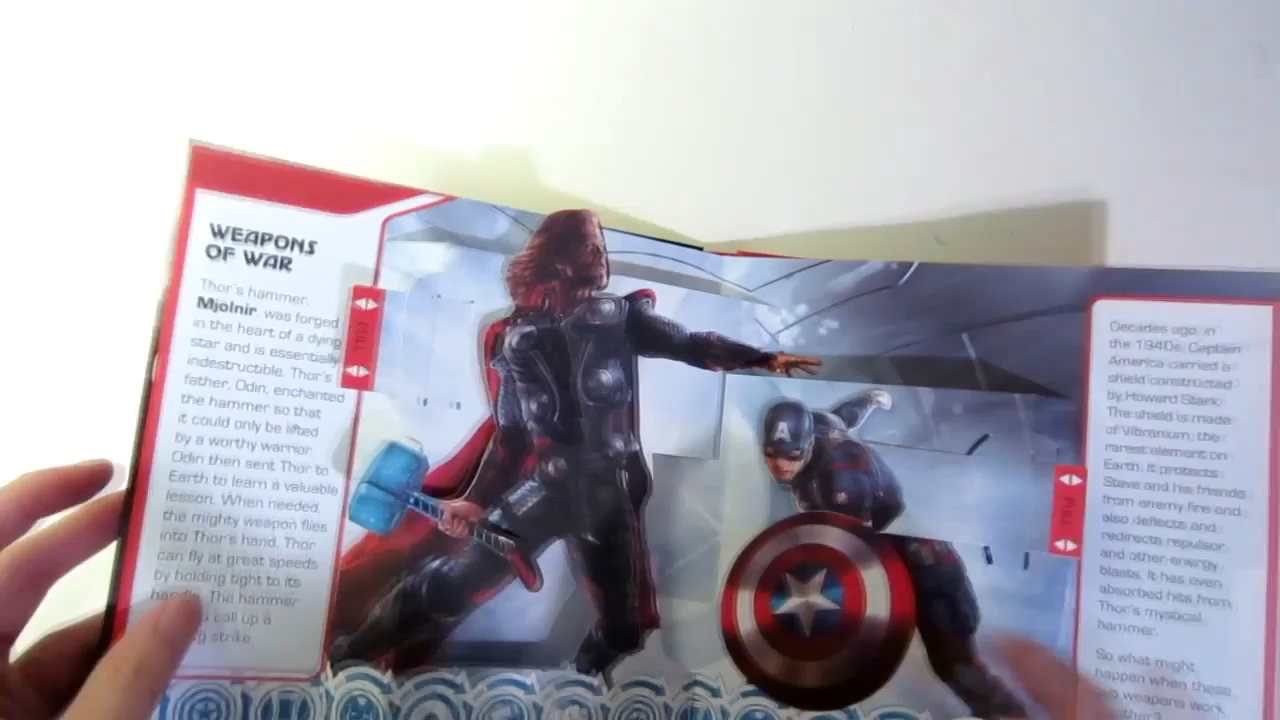 WEAPONS
OF WAR
Thor's hammer,
Mjolnir, was forged
in the heart of a dying
star and is essentially
indestructible. Thor's
father, Odin, enchanted
the hammer so that
it could only be lifted
by a worthy warrior.
Odin then sent Thor to
Earth to learn a valuable
lesson. When needed,
the mighty weapon flies
into Thor's hand. Thor
can fly at great speeds
by holding tight to its
handle. The hammer
call up a
strike.
PULL
A
PULL
Decades ago, in
the 1940s, Captain
America carried a
shield constructed
by Howard Stark.
The shield is made
of Vibranium, the
rarest element on
Earth. It protects
Steve and his friends
from enemy fire and
also deflects and
redirects repulsor
and other energy
blasts. It has even
absorbed hits from
Thor's mystical
hammer.
So what might
happen when these
weapons work